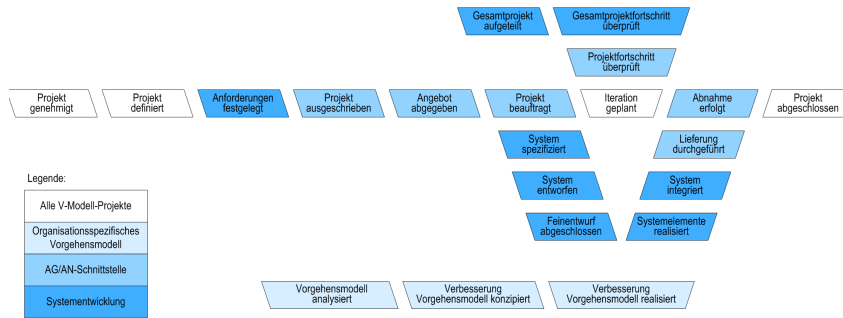 Gesamtprojekt
aufgeteilt
Gesamtprojektfortschritt
überprüft
Projektfortschritt
überprüft
Projekt
genehmigt
Projekt
definiert
Anforderungen
festgelegt
Projekt
ausgeschrieben
Angebot
abgegeben
Projekt
beauftragt
Iteration
geplant
Abnahme
erfolgt
Projekt
abgeschlossen
System
spezifiziert
Lieferung
durchgeführt
System
entworfen
System
integriert
Feinentwurf
abgeschlossen
Systemelemente
realisiert
Legende:
Alle V-Modell-Projekte
Organisationsspezifisches
Vorgehensmodell
AG/AN-Schnittstelle
Systementwicklung
Vorgehensmodell
analysiert
Verbesserung
Vorgehensmodell konzipiert
Verbesserung
Vorgehensmodell realisiert